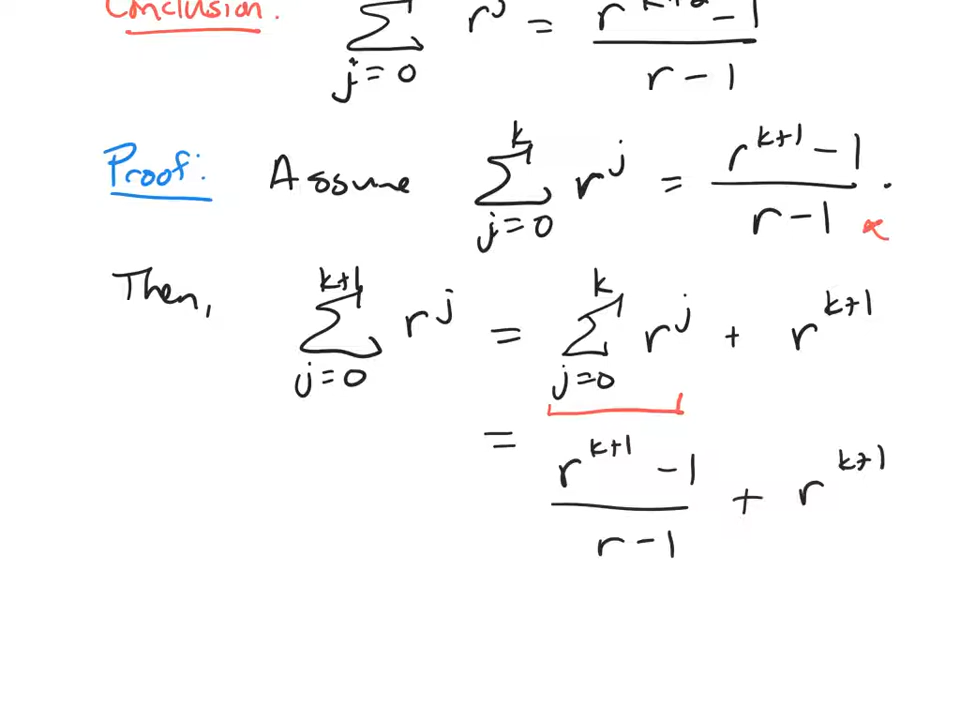 Conclusion. ∑_{j=0} r^j = (r^{k+2} - 1)/(r - 1)
Proof: Assume ∑_{j=0}^{k} r^j = (r^{k+1} - 1)/(r - 1) .
Then, ∑_{j=0}^{k+1} r^j = ∑_{j=0}^{k} r^j + r^{k+1}
= (r^{k+1} - 1)/(r - 1) + r^{k+1}